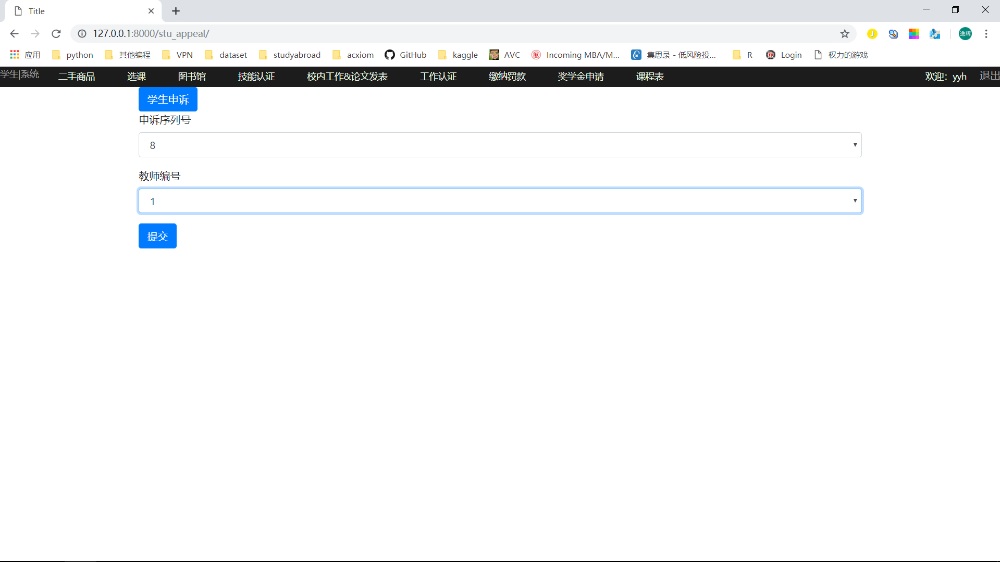 Title
127.0.0.1:8000/stu_appeal/
逸辉
应用 python 其他编程 VPN dataset studyabroad acxiom GitHub kaggle AVC Incoming MBA/M... 集思录 - 低风险投... R Login 权力的游戏
学生|系统 二手商品 选课 图书馆 技能认证 校内工作&论文发表 工作认证 缴纳罚款 奖学金申请 课程表 欢迎：yyh 退出
学生申诉
申诉序列号
8
教师编号
1
提交